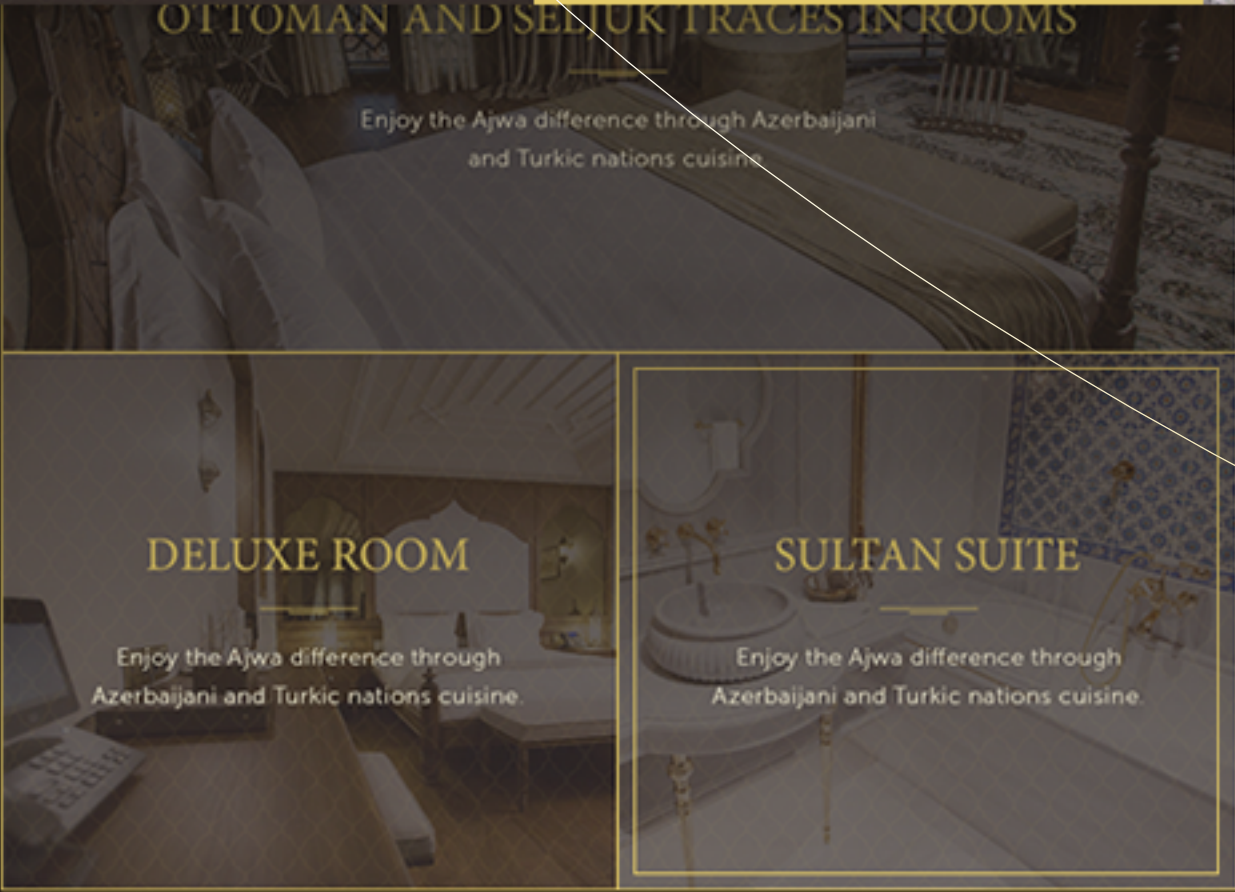 OTTOMAN AND SELJUK TRACES IN ROOMS
Enjoy the Ajwa difference through Azerbaijani
and Turkic nations cuisine.
DELUXE ROOM
Enjoy the Ajwa difference through
Azerbaijani and Turkic nations cuisine.
SULTAN SUITE
Enjoy the Ajwa difference through
Azerbaijani and Turkic nations cuisine.